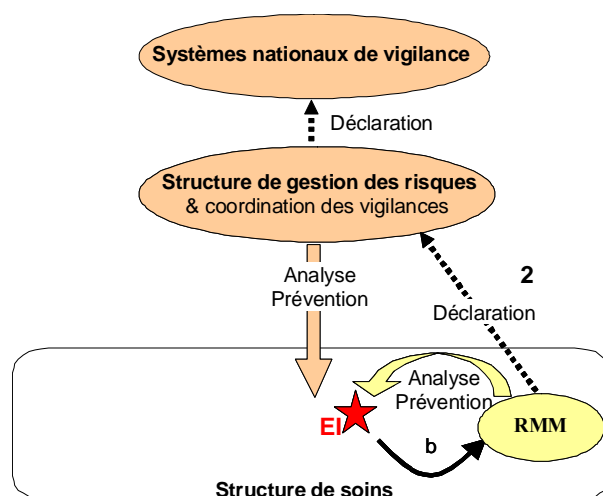 Systèmes nationaux de vigilance
Déclaration
Structure de gestion des risques
& coordination des vigilances
Analyse
Prévention
2
Déclaration
Analyse
Prévention
EI
RMM
b
Structure de soins